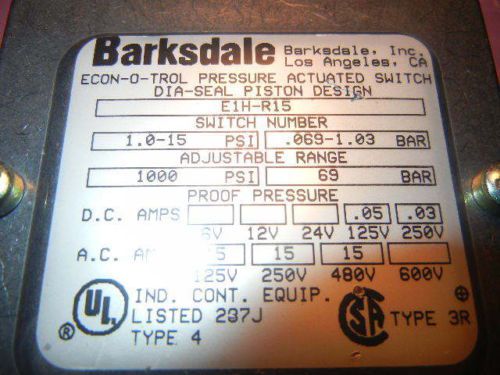 Barksdale Barksdale, Inc.
Los Angeles, CA
ECON-O-TROL PRESSURE ACTUATED SWITCH
DIA-SEAL PISTON DESIGN
E1H-R15
SWITCH NUMBER
1.0-15 PSI .069-1.03 BAR
ADJUSTABLE RANGE
1000 PSI 69 BAR
PROOF PRESSURE
D.C. AMPS .05 .03
6V 12V 24V 125V 250V
A.C. 15 15
125V 250V 480V 600V
UL IND. CONT. EQUIP.
® LISTED 237J SA TYPE 3R
TYPE 4